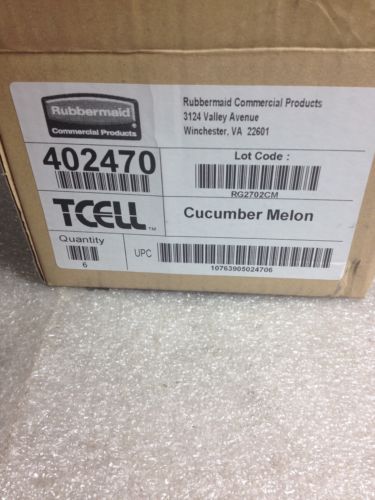 Rubbermaid
Commercial Products
Rubbermaid Commercial Products
3124 Valley Avenue
Winchester, VA 22601
402470
Lot Code :
RG2702CM
TCELL™
Cucumber Melon
Quantity
6
UPC
10763905024706